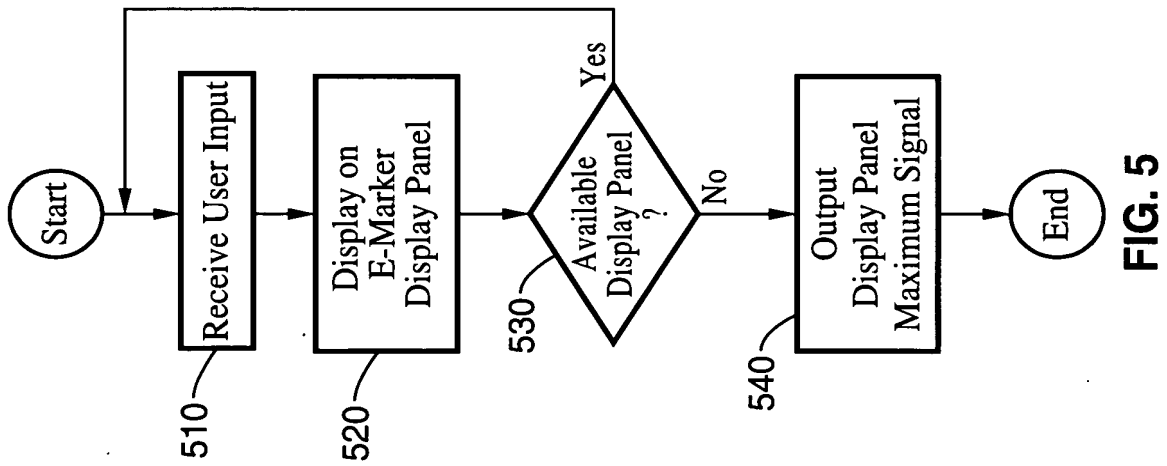 Start
510
Receive User Input
520
Display on
E-Marker
Display Panel
530
Available
Display Panel
?
Yes
No
540
Output
Display Panel
Maximum Signal
End
FIG. 5